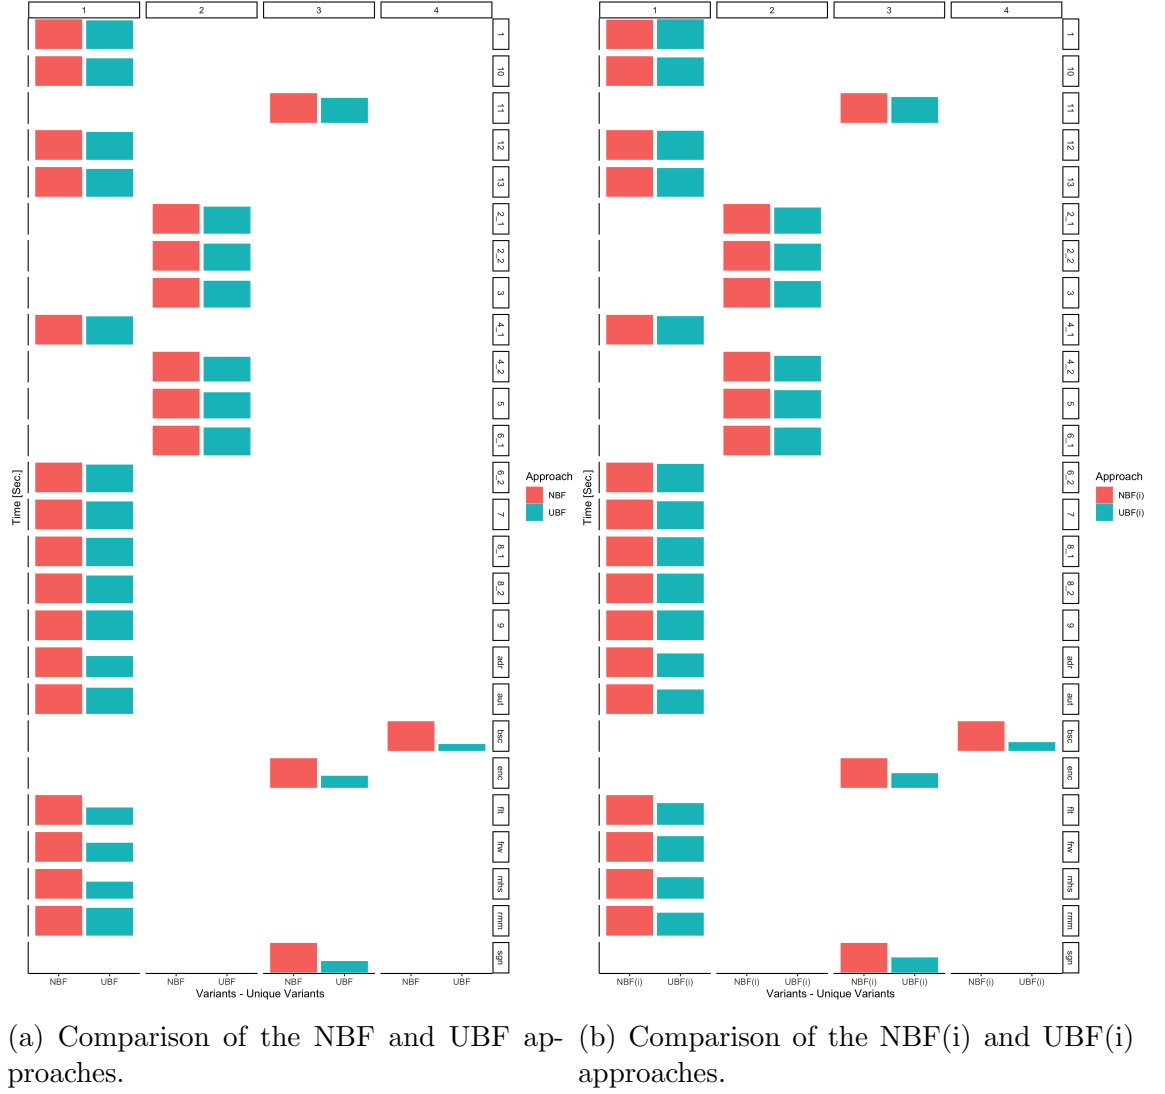 1 2 3 4
1
10
11
12
13
2_1
2_2
3
4_1
4_2
5
6_1
6_2
7
8_1
8_2
9
adr
aut
bsc
enc
flt
frw
mhs
rmm
sgn
Time [Sec.]
NBF UBF NBF UBF NBF UBF NBF UBF
Variants - Unique Variants
Approach
NBF
UBF
1 2 3 4
1
10
11
12
13
2_1
2_2
3
4_1
4_2
5
6_1
6_2
7
8_1
8_2
9
adr
aut
bsc
enc
flt
frw
mhs
rmm
sgn
Time [Sec.]
NBF(i) UBF(i) NBF(i) UBF(i) NBF(i) UBF(i) NBF(i) UBF(i)
Variants - Unique Variants
Approach
NBF(i)
UBF(i)
(a) Comparison of the NBF and UBF ap-
proaches.
(b) Comparison of the NBF(i) and UBF(i)
approaches.